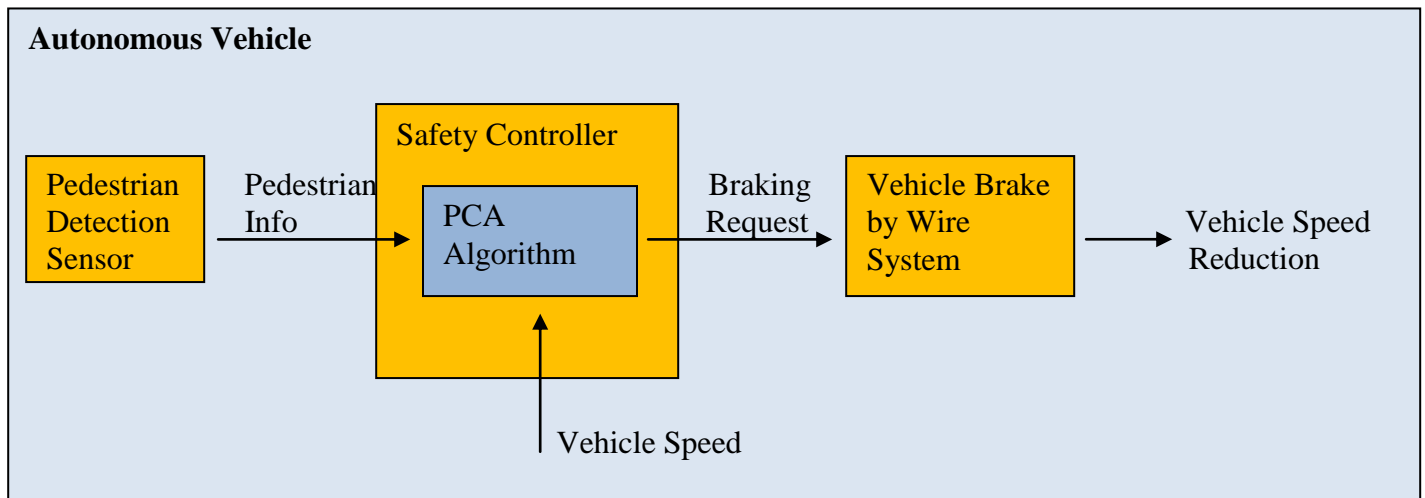 Autonomous Vehicle
Safety Controller
Pedestrian
Detection
Sensor
Pedestrian
Info
PCA
Algorithm
Braking
Request
Vehicle Brake
by Wire
System
Vehicle Speed
Reduction
Vehicle Speed